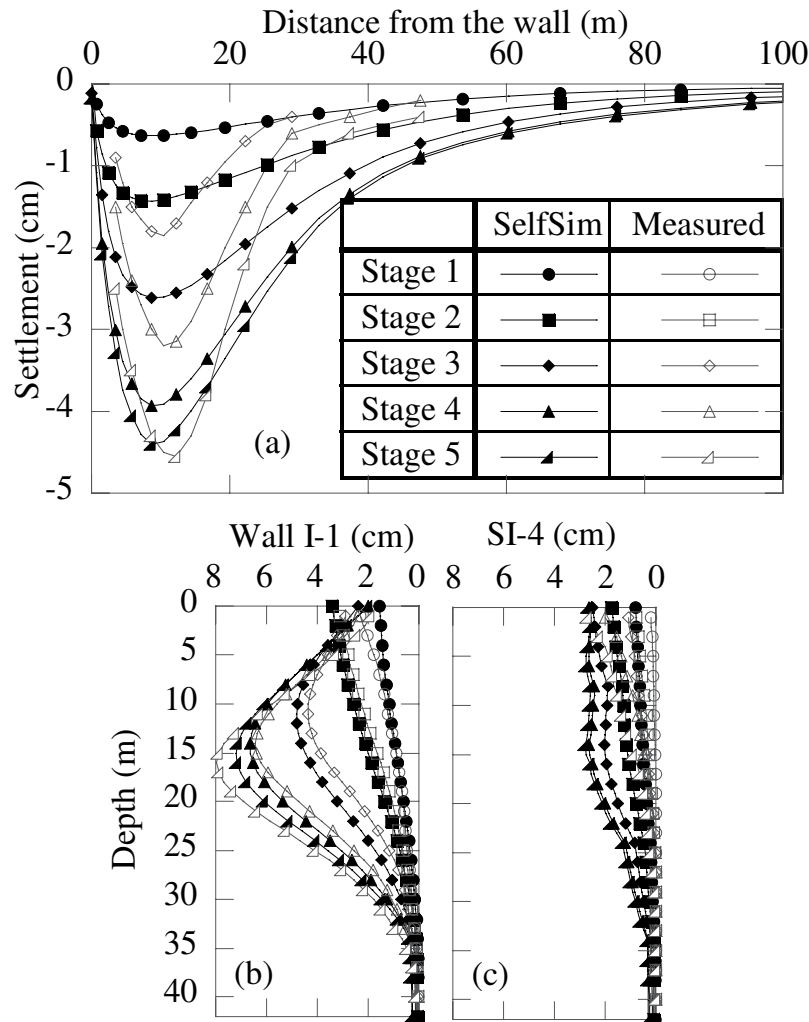 Distance from the wall (m)
0 20 40 60 80 100
0
-1
-2
-3
-4
-5
Settlement (cm)
SelfSim Measured
Stage 1
Stage 2
Stage 3
Stage 4
Stage 5
(a)
Wall I-1 (cm)
8 6 4 2 0
0
5
10
15
20
25
30
35
40
Depth (m)
(b)
SI-4 (cm)
8 6 4 2 0
(c)